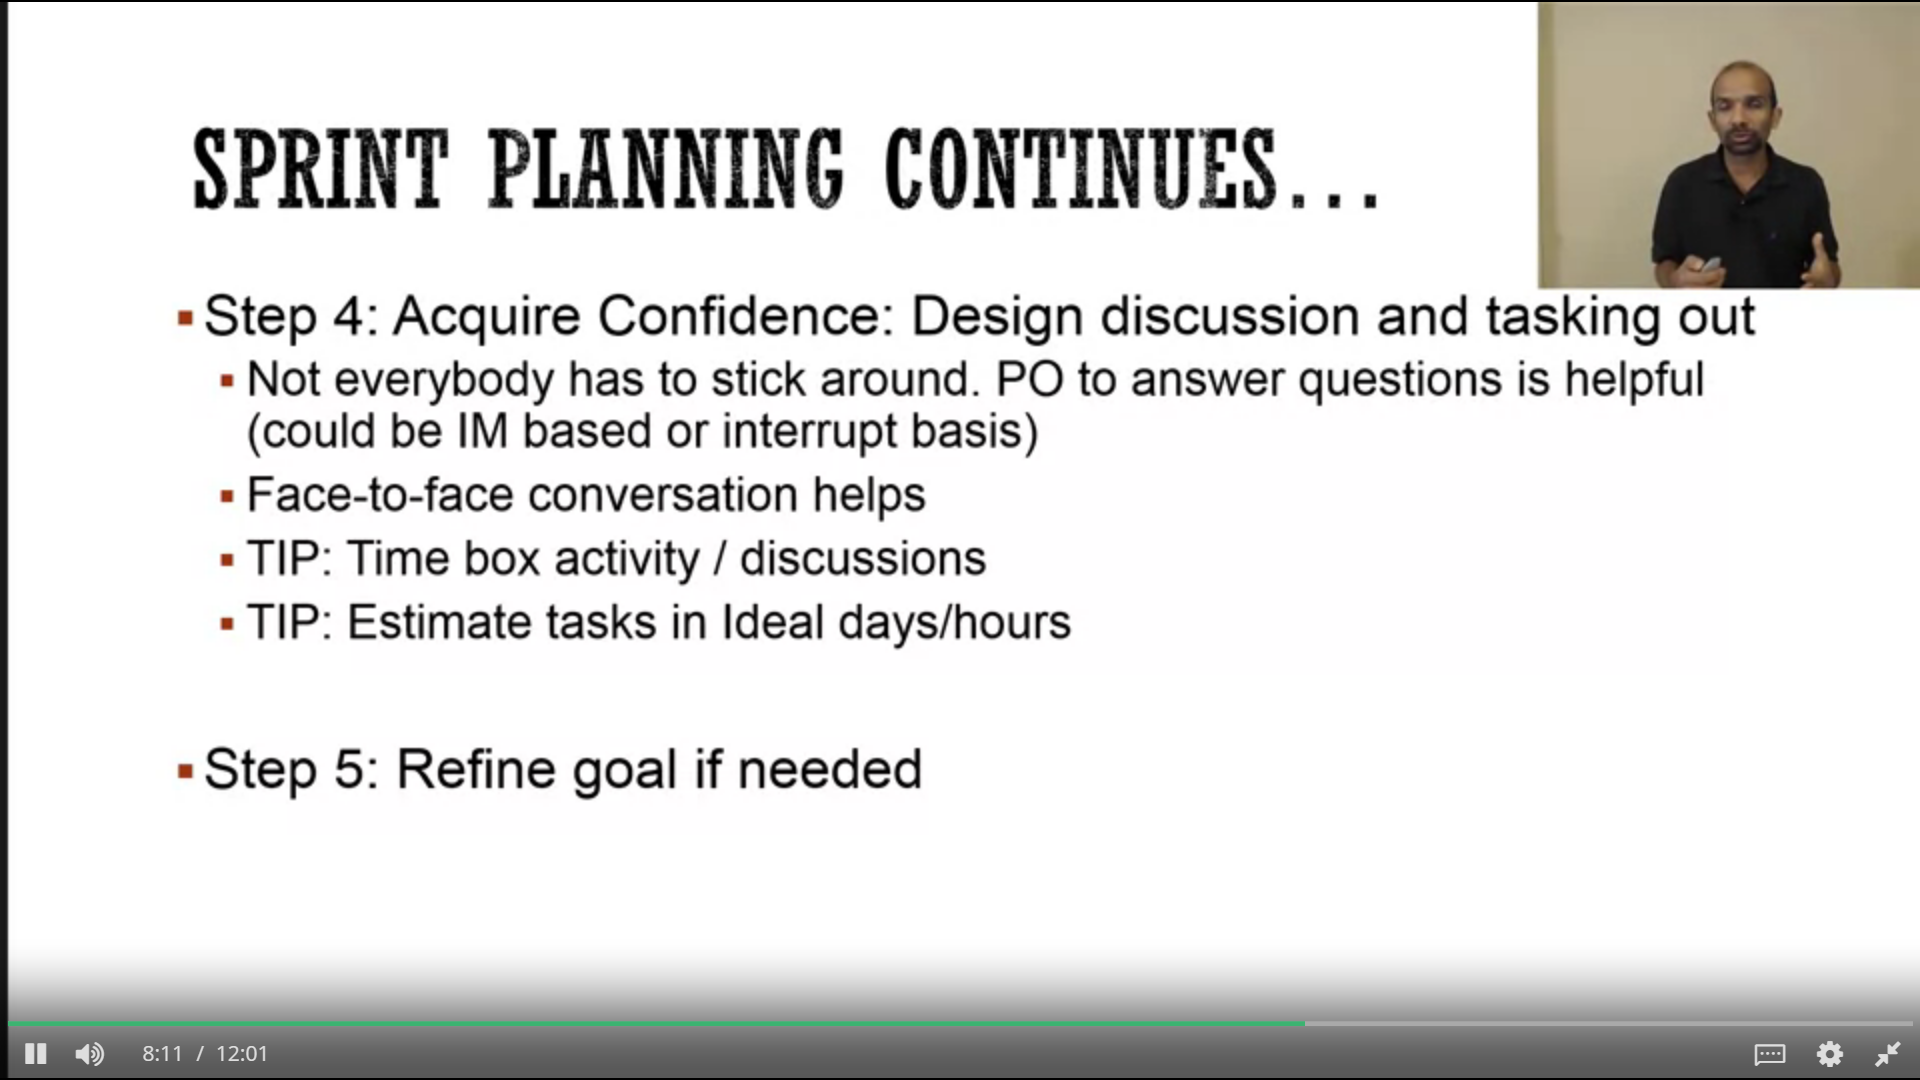 SPRINT PLANNING CONTINUES...
Step 4: Acquire Confidence: Design discussion and tasking out
Not everybody has to stick around. PO to answer questions is helpful
(could be IM based or interrupt basis)
Face-to-face conversation helps
TIP: Time box activity / discussions
TIP: Estimate tasks in Ideal days/hours
Step 5: Refine goal if needed
8:11 / 12:01